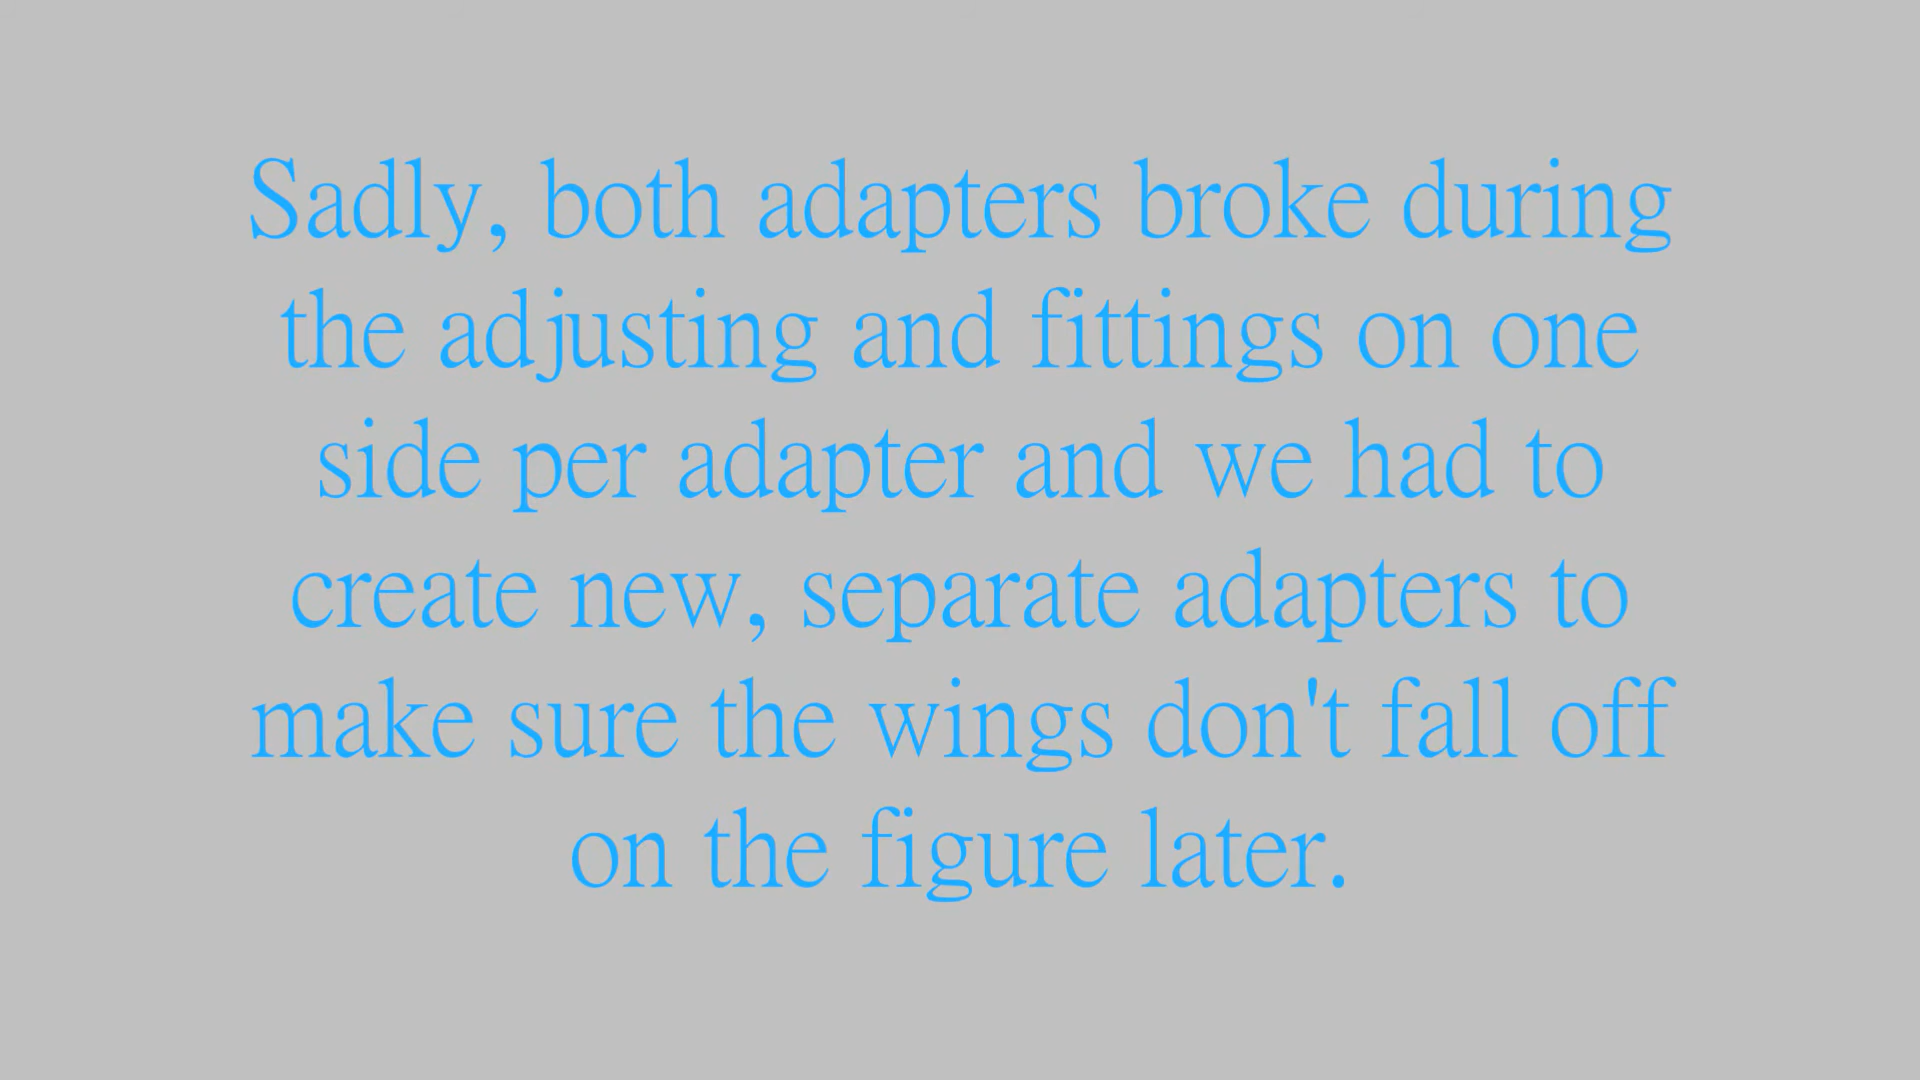 Sadly, both adapters broke during
the adjusting and fittings on one
side per adapter and we had to
create new, separate adapters to
make sure the wings don't fall off
on the figure later.